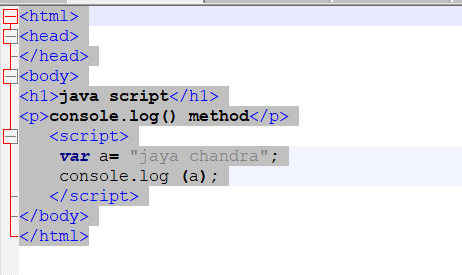 <html>
<head>
</head>
<body>
<h1>java script</h1>
<p>console.log() method</p>
<script>
var a= "jaya chandra";
console.log (a);
</script>
</body>
</html>